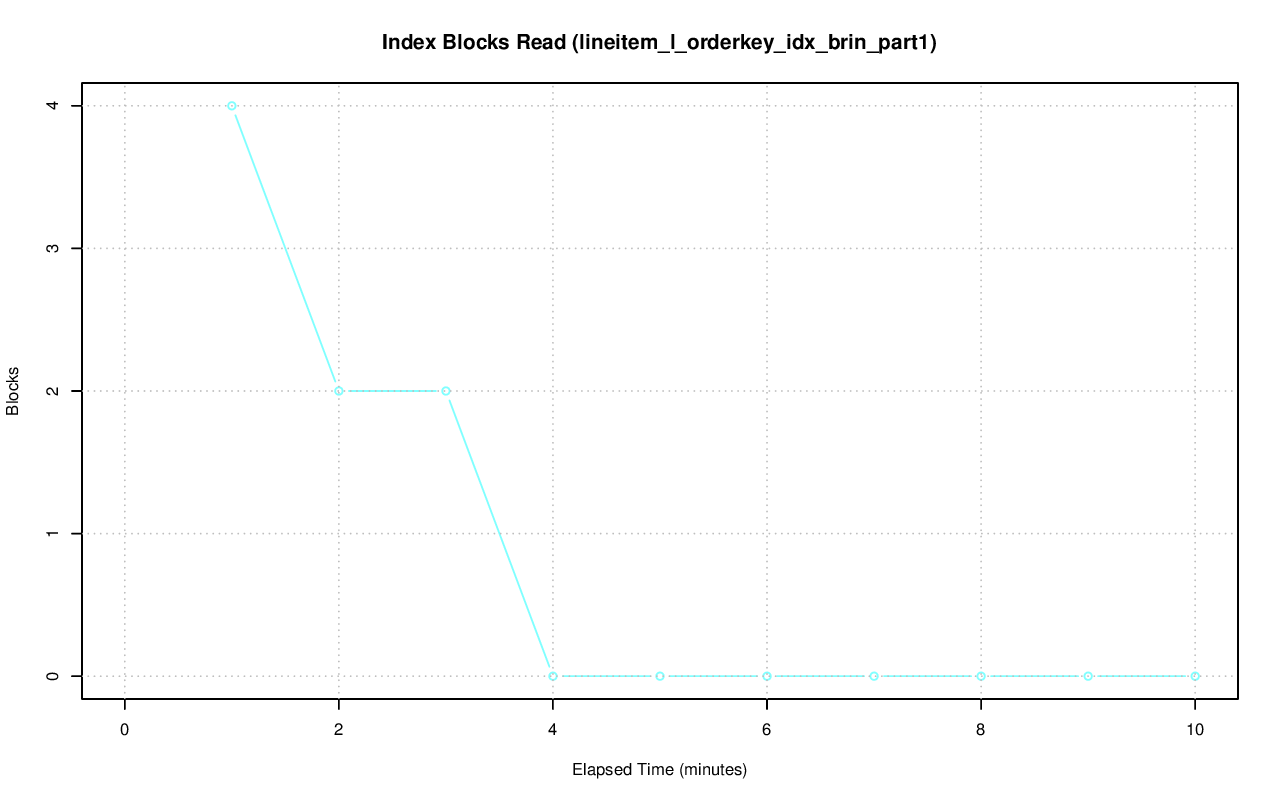 Index Blocks Read (lineitem_l_orderkey_idx_brin_part1)
4
3
2
1
0
Blocks
0 2 4 6 8 10
Elapsed Time (minutes)